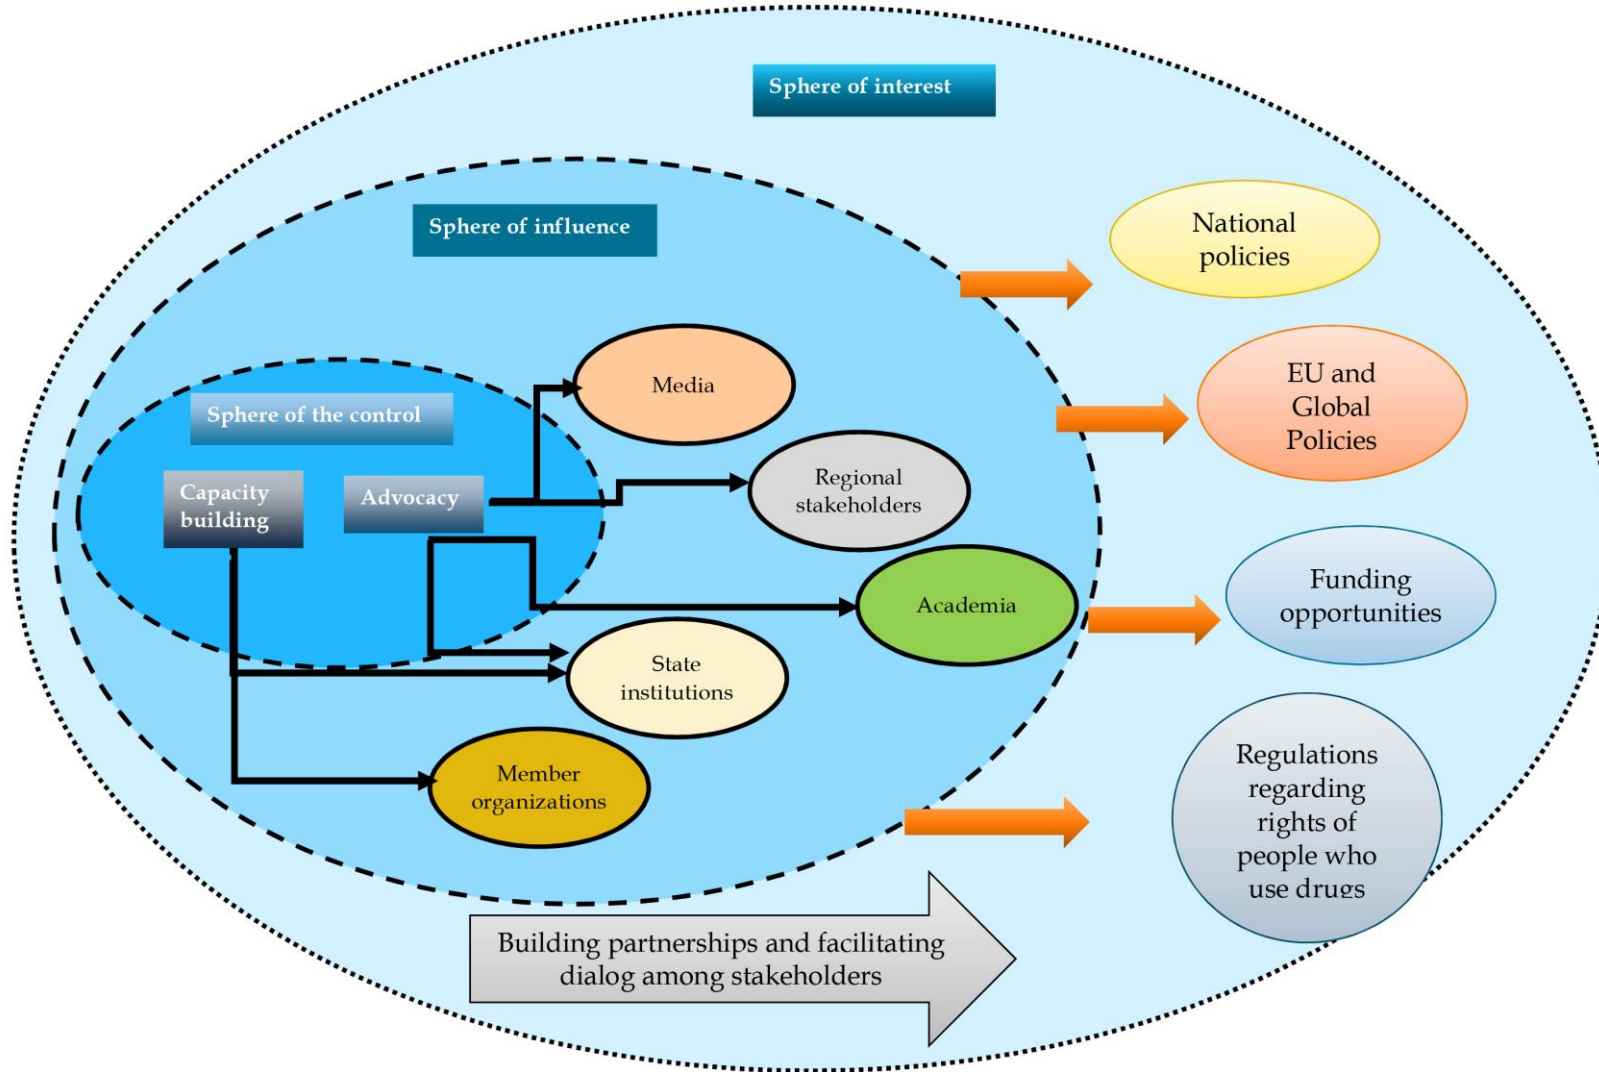 Sphere of interest
National
policies
Sphere of influence
EU and
Global
Policies
Media
Sphere of the control
Regional
stakeholders
Capacity
building
Advocacy
Academia
Funding
opportunities
State
institutions
Member
organizations
Regulations
regarding
rights of
people who
use drugs
Building partnerships and facilitating
dialog among stakeholders